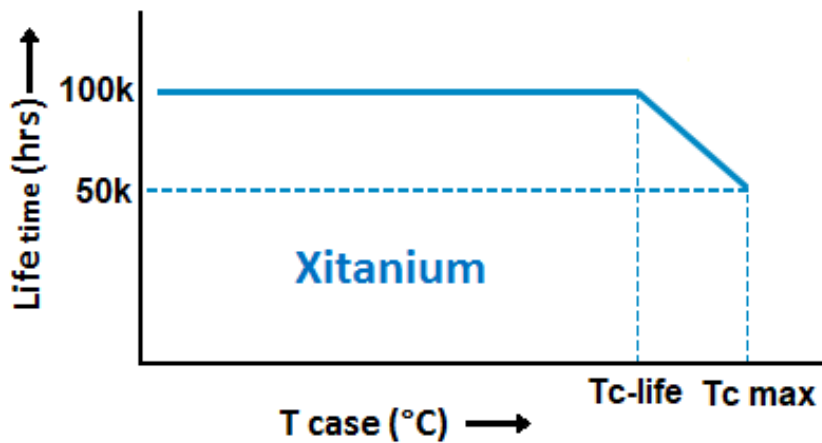 Life time (hrs)
100k
50k
Xitanium
Tc-life
Tc max
T case (°C)